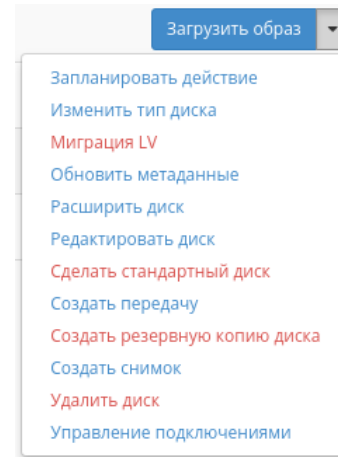 Загрузить образ
Запланировать действие
Изменить тип диска
Миграция LV
Обновить метаданные
Расширить диск
Редактировать диск
Сделать стандартный диск
Создать передачу
Создать резервную копию диска
Создать снимок
Удалить диск
Управление подключениями